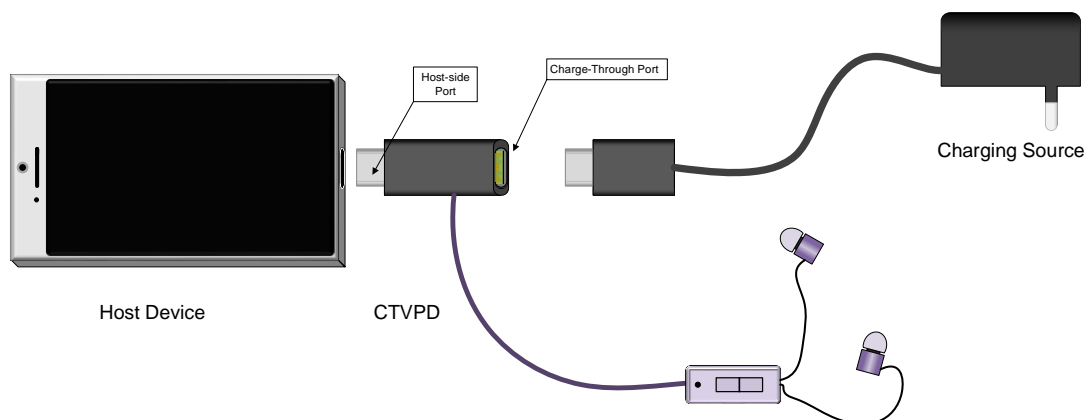 Host-side
Port
Charge-Through Port
Charging Source
Host Device
CTVPD